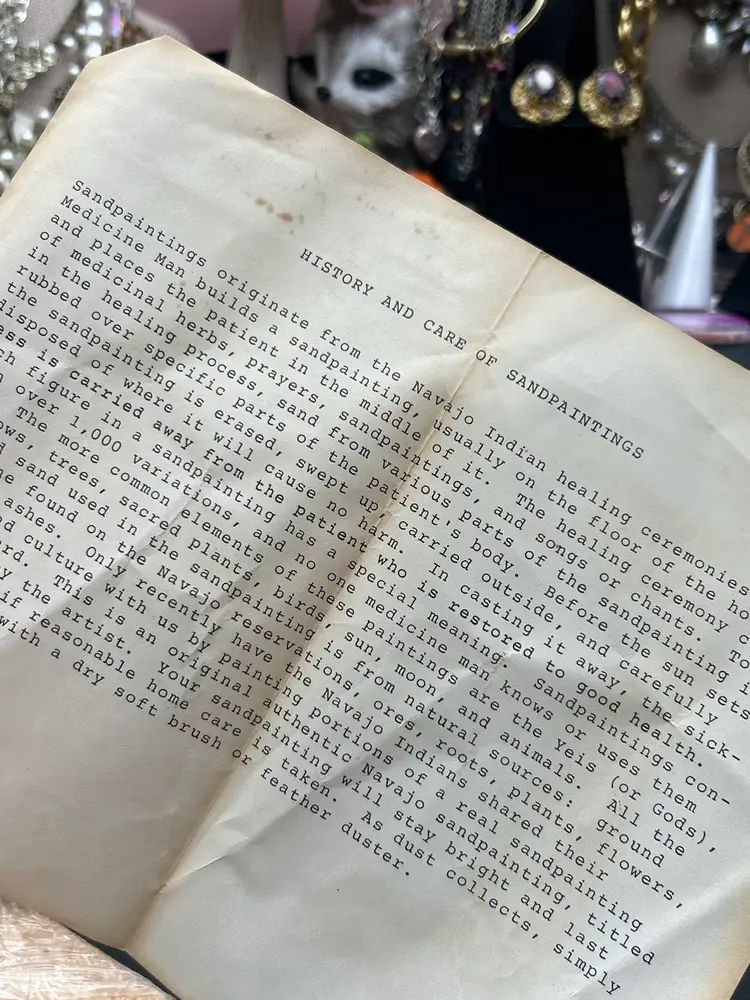 HISTORY AND CARE OF SANDPAINTINGS
Sandpaintings originate from the Navajo Indian healing ceremonies
Medicine Man builds a sandpainting, usually on the floor of the
and places the patient in the middle of it. The healing ceremony
of medicinal herbs, prayers, sandpaintings, and songs or chants. To
in the healing process, sand from various parts of the sandpainting
rubbed over specific parts of the patient's body. Before the sun sets
the sandpainting is erased, swept up, carried outside, and carefully
disposed of where it will cause no harm. In casting it away, the sick-
ess is carried away from the patient who is restored to good health.
ch figure in a sandpainting has a special meaning. Sandpaintings con-
over 1,000 variations, and no one medicine man knows or uses them
The more common elements of these paintings are the Yeis (or Gods),
ows, trees, sacred plants, birds, sun, moon, and animals. All the
sand used in the sandpainting is from natural sources: ground
e found on the Navajo reservations, ores, roots, plants, flowers,
ashes. Only recently have the Navajo Indians shared their
d culture with us by painting portions of a real sandpainting
rd. This is an original authentic Navajo sandpainting, titled
y the artist. Your sandpainting will stay bright and last
if reasonable home care is taken. As dust collects, simply
with a dry soft brush or feather duster.